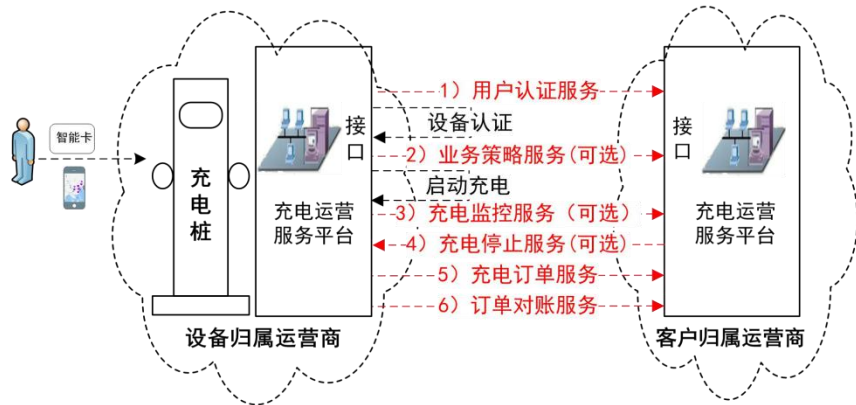 智能卡
充电桩
接口
充电运营
服务平台
设备归属运营商
1）用户认证服务
设备认证
2）业务策略服务(可选)
启动充电
3）充电监控服务（可选）
4）充电停止服务(可选)
5）充电订单服务
6）订单对账服务
接口
充电运营
服务平台
客户归属运营商